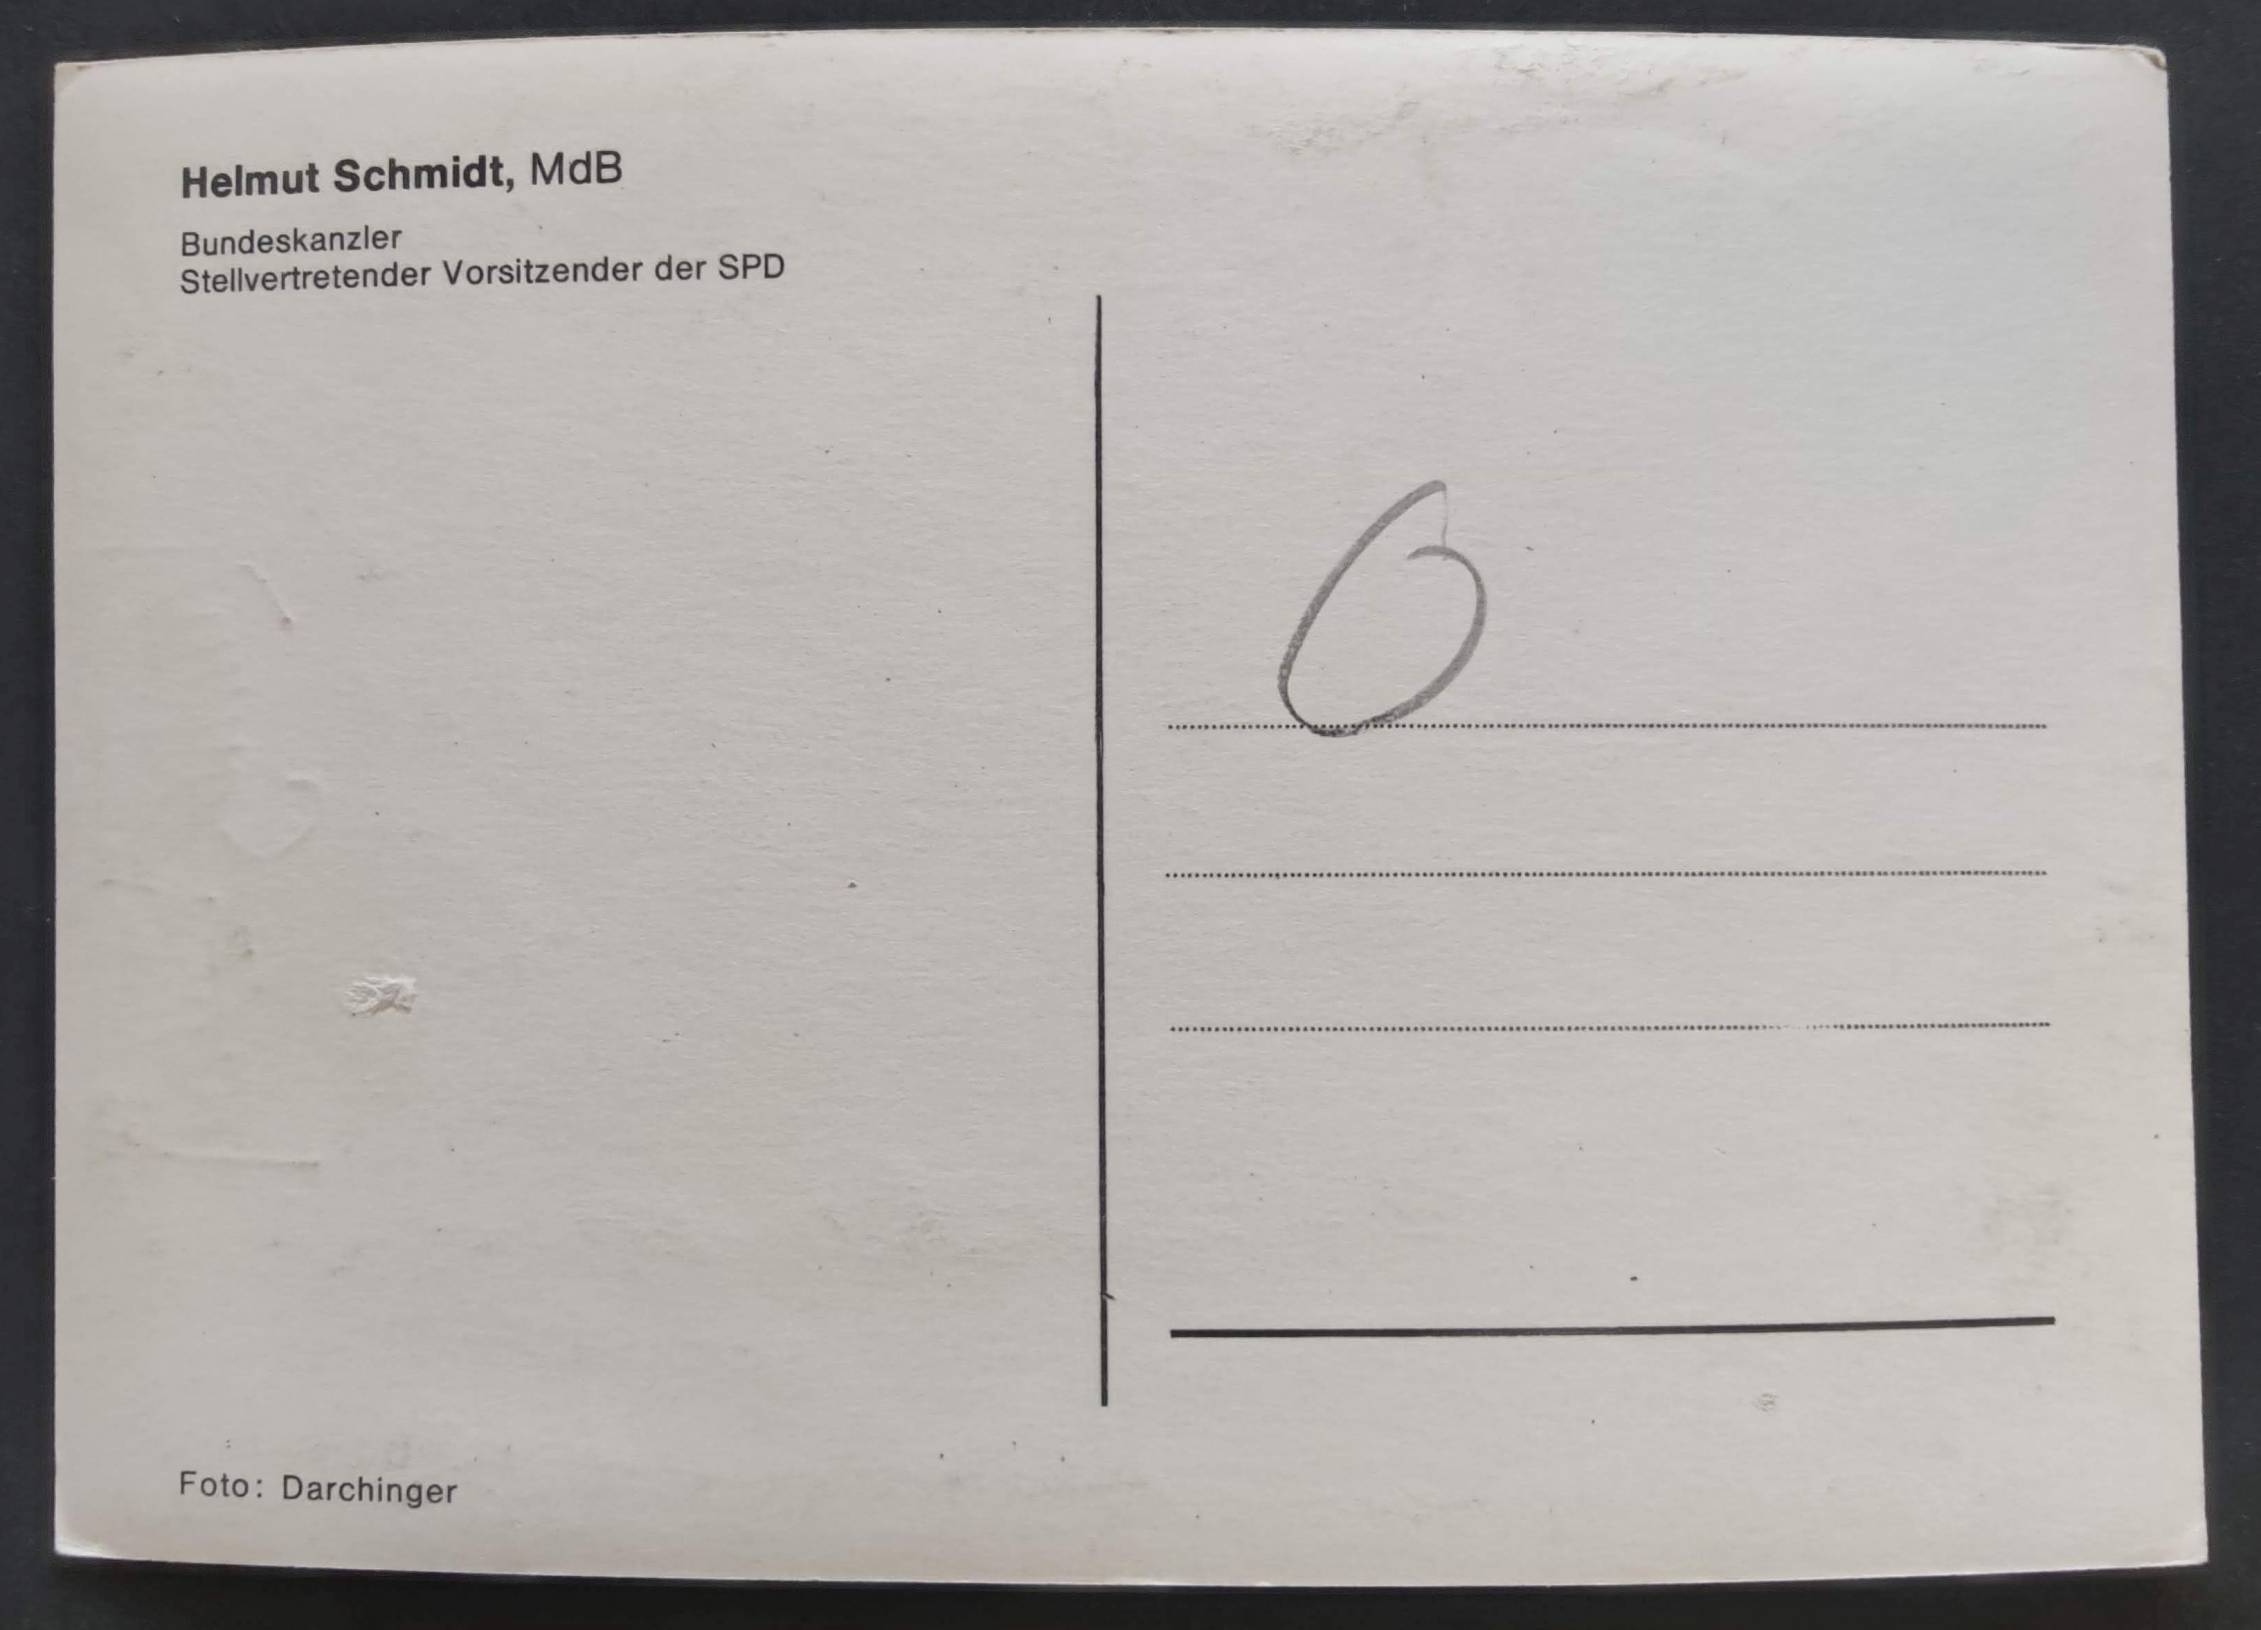 Helmut Schmidt, MdB
Bundeskanzler
Stellvertretender Vorsitzender der SPD
Foto: Darchinger